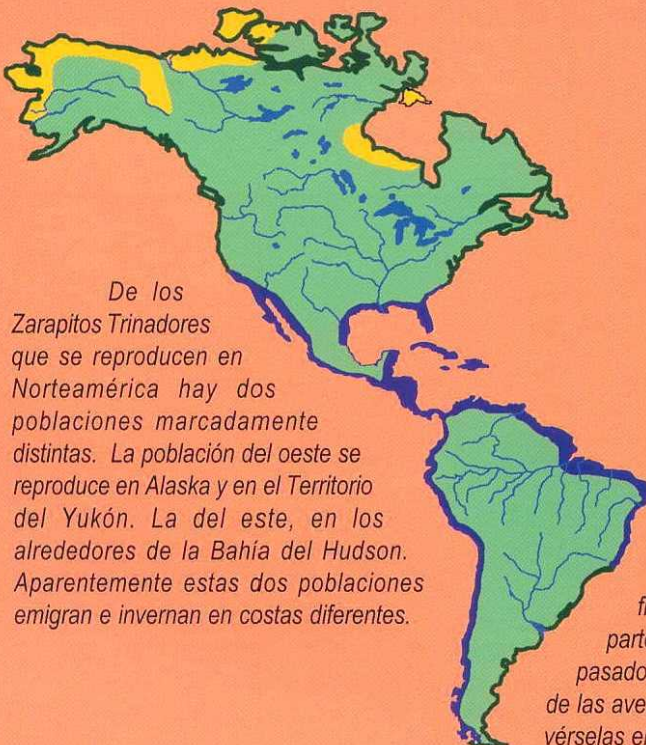 De los
Zarapitos Trinadores
que se reproducen en
Norteamérica hay dos
poblaciones marcadamente
distintas. La población del oeste se
reproduce en Alaska y en el Territorio
del Yukón. La del este, en los
alrededores de la Bahía del Hudson.
Aparentemente estas dos poblaciones
emigran e invernan en costas diferentes.
parte
pasado
de las ave
vérselas e